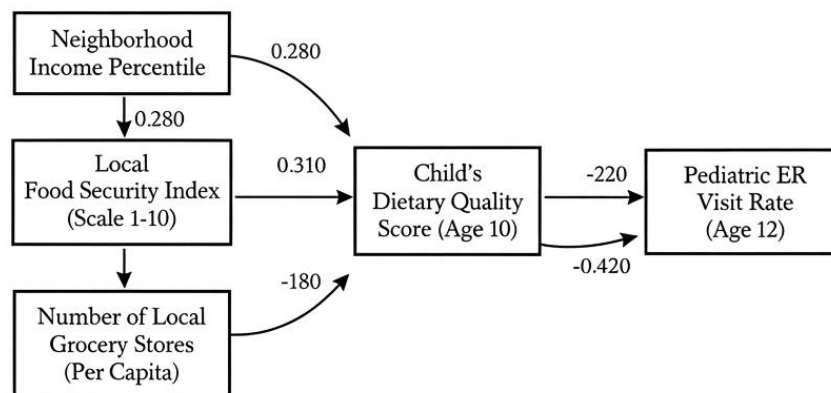 Neighborhood
Income Percentile
0.280
0.280
Local
Food Security Index
(Scale 1-10)
0.310
Child's
Dietary Quality
Score (Age 10)
-220
Pediatric ER
Visit Rate
(Age 12)
-0.420
-180
Number of Local
Grocery Stores
(Per Capita)